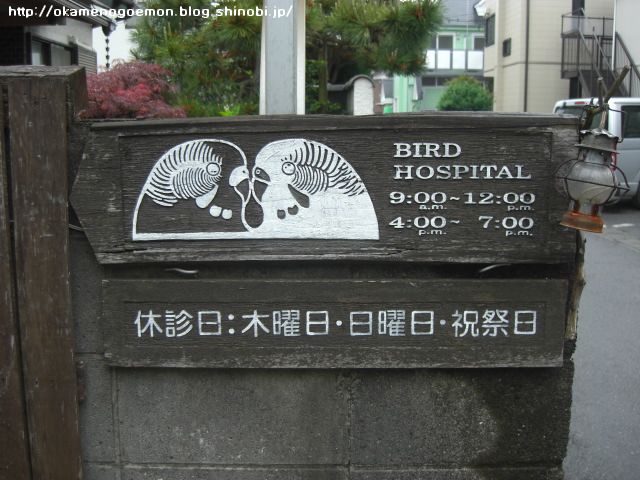 http://okamenogoemon.blog.shinobi.jp/
BIRD
HOSPITAL
9:00~12:00
a.m. p.m.
4:00~ 7:00
p.m. p.m.
休診日:木曜日・日曜日・祝祭日